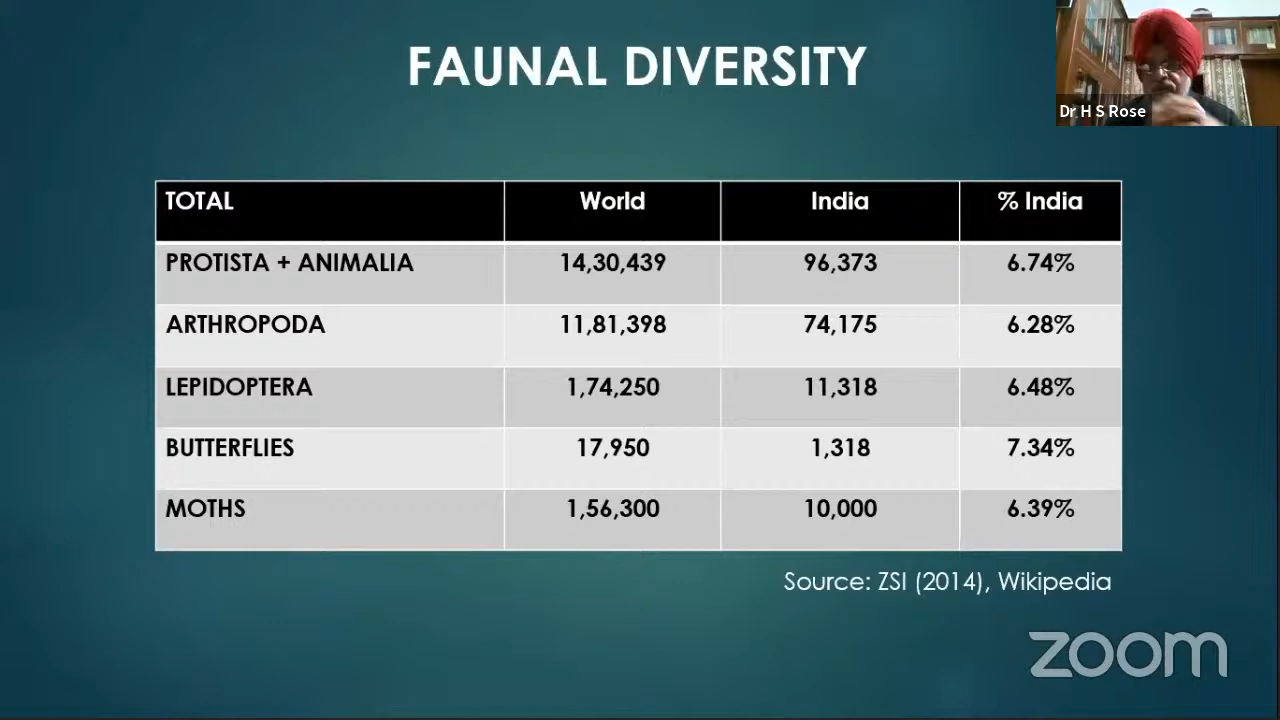 FAUNAL DIVERSITY
Dr H S Rose
TOTAL World India % India
PROTISTA + ANIMALIA 14,30,439 96,373 6.74%
ARTHROPODA 11,81,398 74,175 6.28%
LEPIDOPTERA 1,74,250 11,318 6.48%
BUTTERFLIES 17,950 1,318 7.34%
MOTHS 1,56,300 10,000 6.39%
Source: ZSI (2014), Wikipedia
zoom